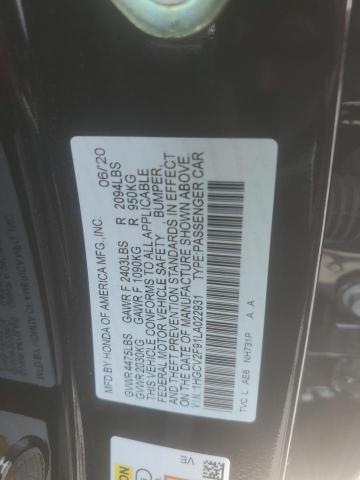 MFD BY HONDA OF AMERICA MFG.,INC. 06/20
GVWR 4475LBS GAWR F 2403LBS R 2094LBS
GVWR 2030KG GAWR F 1090KG R 950KG
THIS VEHICLE CONFORMS TO ALL APPLICABLE
FEDERAL MOTOR VEHICLE SAFETY BUMPER,
AND THEFT PREVENTION STANDARDS IN EFFECT
ON THE DATE OF MANUFACTURE SHOWN ABOVE
V.I.N.:1HGCV2F91LA022931 TYPE:PASSENGER CAR
TVC L AEB NH731P A A
VE